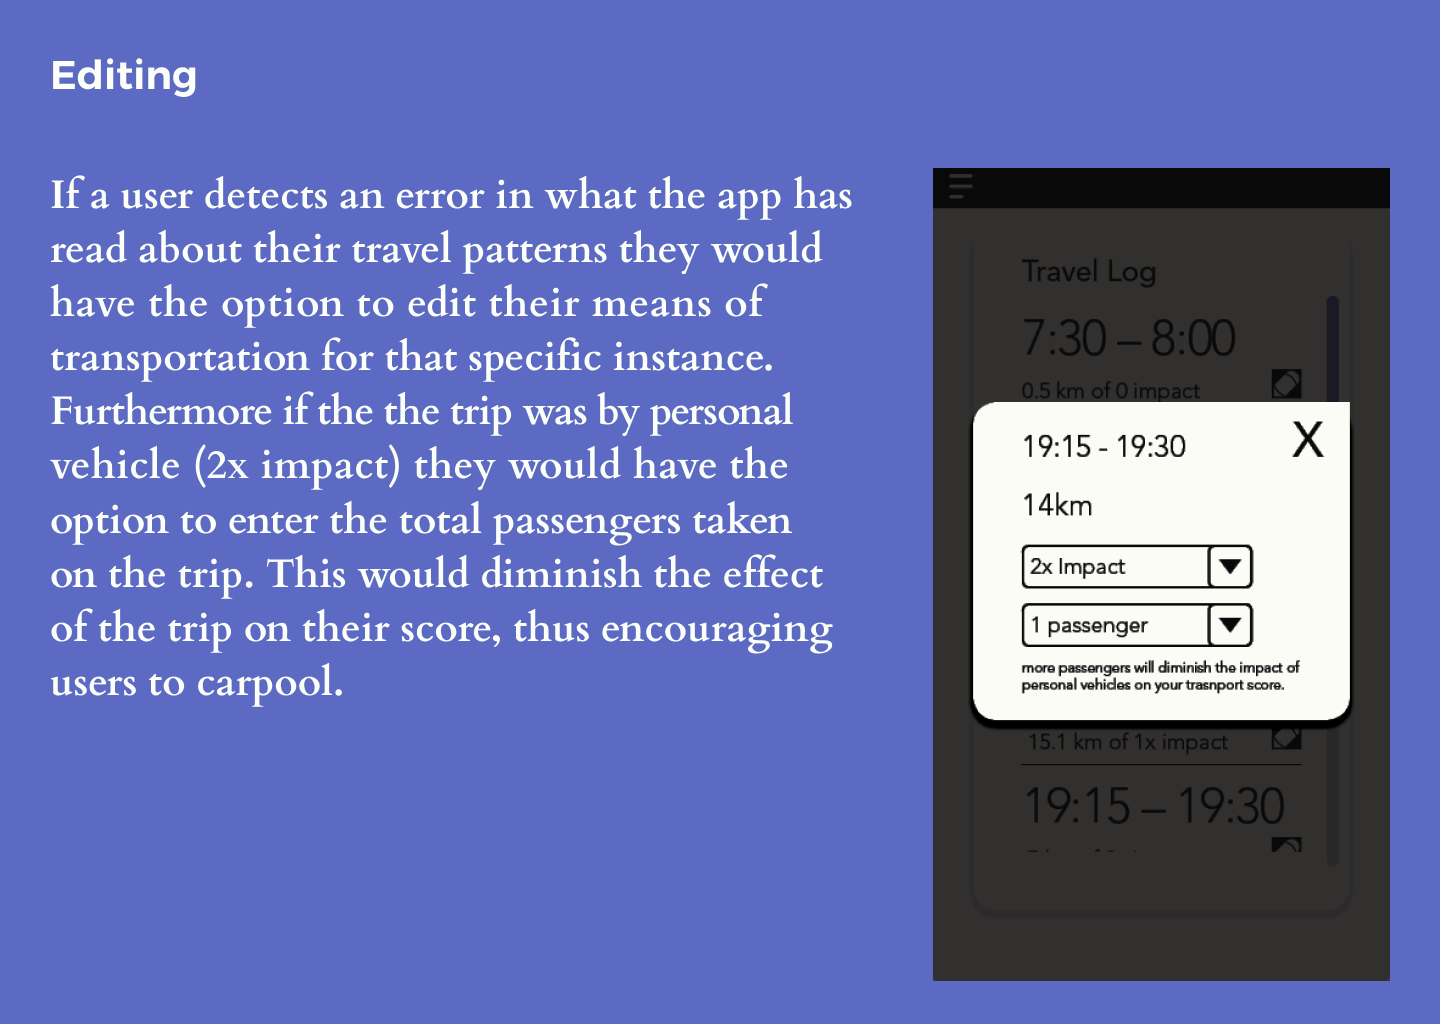 Editing
If a user detects an error in what the app has
read about their travel patterns they would
have the option to edit their means of
transportation for that specific instance.
Furthermore if the the trip was by personal
vehicle (2x impact) they would have the
option to enter the total passengers taken
on the trip. This would diminish the effect
of the trip on their score, thus encouraging
users to carpool.
Travel Log
7:30 – 8:00
0.5 km of 0 impact
19:15 - 19:30
X
14km
2x Impact
1 passenger
more passengers will diminish the impact of
personal vehicles on your trasnport score.
15.1 km of 1x impact
19:15 – 19:30